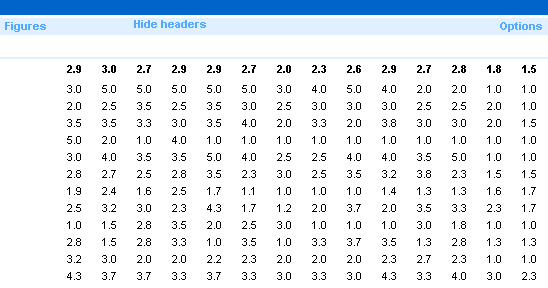 Figures Hide headers Options
2.9 3.0 2.7 2.9 2.9 2.7 2.0 2.3 2.6 2.9 2.7 2.8 1.8 1.5
3.0 5.0 5.0 5.0 5.0 5.0 3.0 4.0 5.0 4.0 2.0 2.0 1.0 1.0
2.0 2.5 3.5 2.5 3.5 3.0 2.5 3.0 3.0 3.0 2.5 2.5 2.0 1.0
3.5 3.5 3.3 3.0 3.5 4.0 2.0 3.3 2.0 3.8 3.0 3.0 2.0 1.5
5.0 2.0 1.0 4.0 1.0 1.0 1.0 1.0 1.0 1.0 1.0 1.0 1.0 1.0
3.0 4.0 3.5 3.5 5.0 4.0 2.5 2.5 4.0 4.0 3.5 5.0 1.0 1.0
2.8 2.7 2.5 2.8 3.5 2.3 3.0 2.5 3.5 3.2 3.8 2.3 1.5 1.5
1.9 2.4 1.6 2.5 1.7 1.1 1.0 1.0 1.0 1.4 1.3 1.3 1.6 1.7
2.5 3.2 3.0 2.3 4.3 1.7 1.2 2.0 3.7 2.0 3.5 3.3 2.3 1.7
1.0 1.5 2.8 3.5 2.0 2.5 3.0 1.0 1.0 1.0 3.0 1.8 1.0 1.0
2.8 1.5 2.8 3.3 1.0 3.5 1.0 3.3 3.7 3.5 1.3 2.8 1.3 1.3
3.2 3.0 2.0 2.0 2.2 2.3 2.0 2.0 2.0 2.3 2.7 2.3 1.0 1.0
4.3 3.7 3.7 3.3 3.7 3.3 3.0 3.3 3.0 4.3 3.3 4.0 3.0 2.3